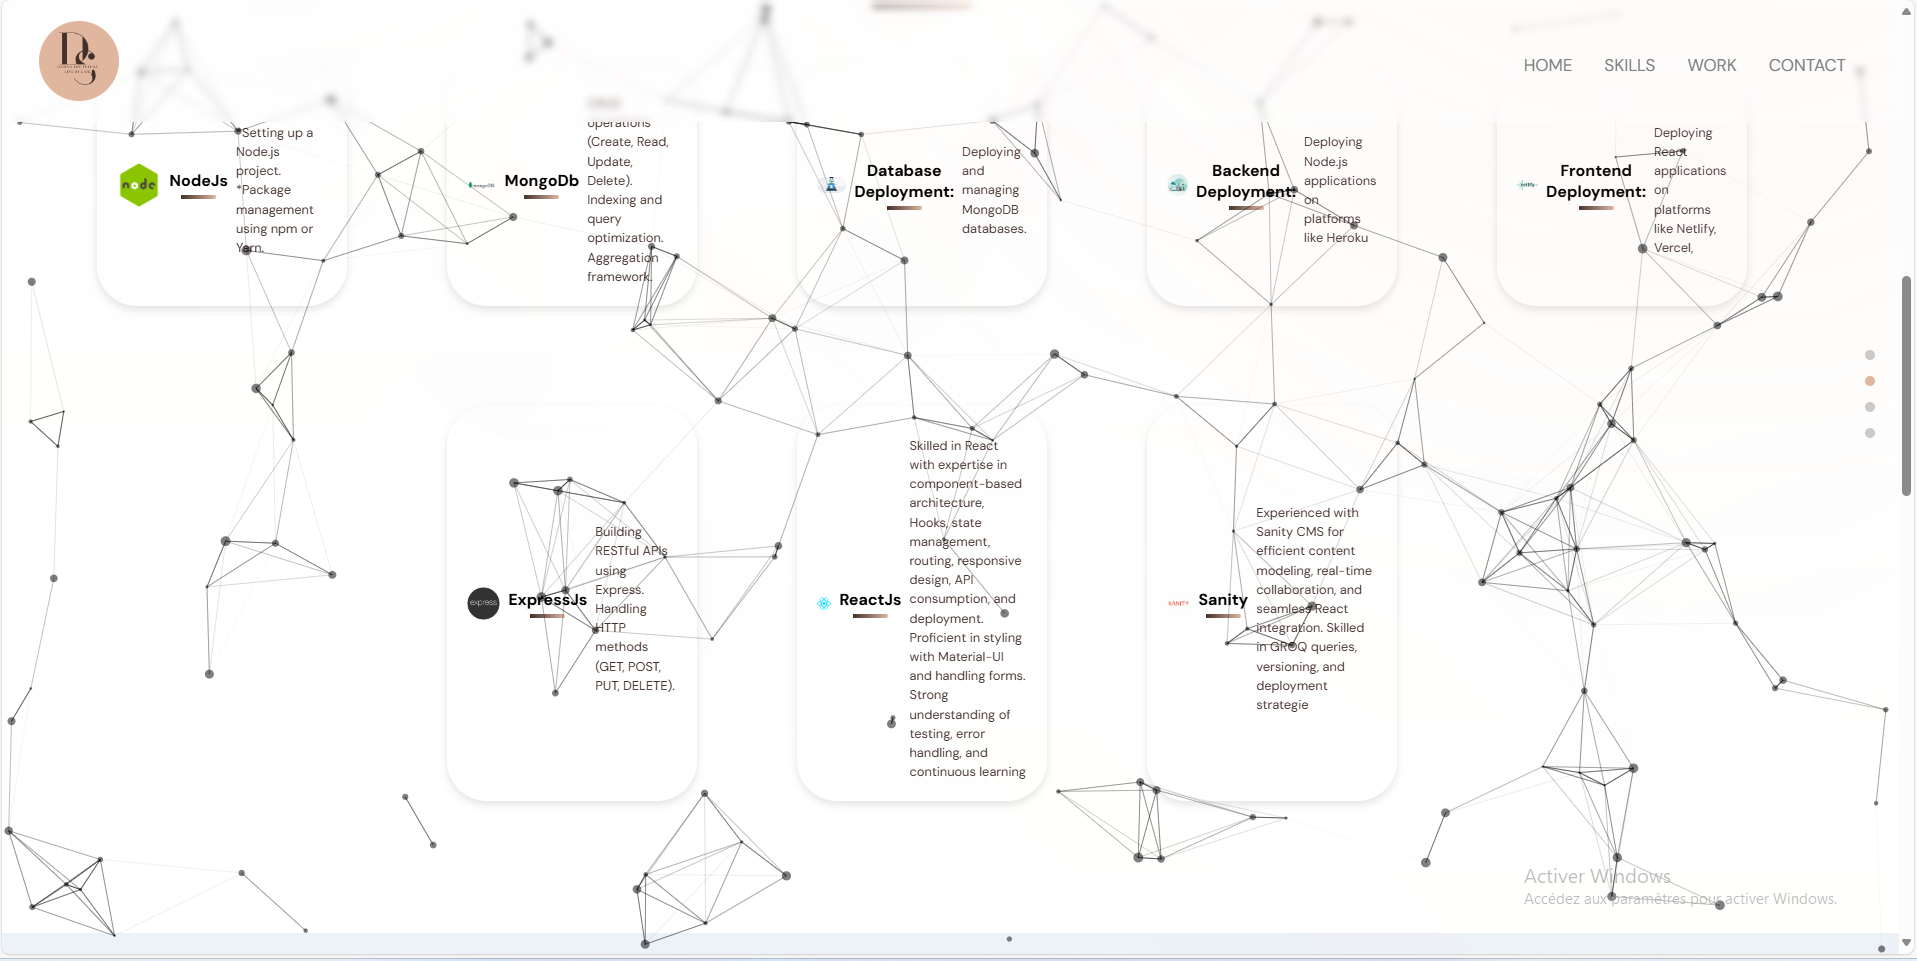 HOME SKILLS WORK CONTACT
NodeJs
*Setting up a
Node.js
project.
*Package
management
using npm or
Yarn.
MongoDb
operations
(Create, Read,
Update,
Delete).
Indexing and
query
optimization.
Aggregation
framework.
Database
Deployment:
Deploying
and
managing
MongoDB
databases.
Backend
Deployment:
Deploying
Node.js
applications
on
platforms
like Heroku
Frontend
Deployment:
Deploying
React
applications
on
platforms
like Netlify,
Vercel,
ExpressJs
Building
RESTful APIs
using
Express.
Handling
HTTP
methods
(GET, POST,
PUT, DELETE).
ReactJs
Skilled in React
with expertise in
component-based
architecture,
Hooks, state
management,
routing, responsive
design, API
consumption, and
deployment.
Proficient in styling
with Material-UI
and handling forms.
Strong
understanding of
testing, error
handling, and
continuous learning
Sanity
Experienced with
Sanity CMS for
efficient content
modeling, real-time
collaboration, and
seamless React
integration. Skilled
in GROQ queries,
versioning, and
deployment
strategie
node
mongoDB
netlify
express
SANITY
Activer Windows
Accédez aux paramètres pour activer Windows.